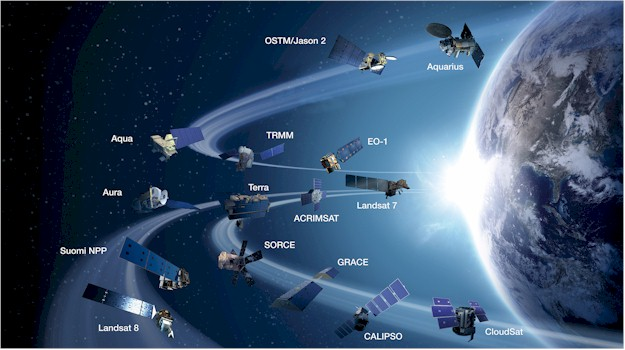 OSTM/Jason 2
Aquarius
Aqua
TRMM
EO-1
Aura
Terra
ACRIMSAT
Landsat 7
Suomi NPP
SORCE
GRACE
Landsat 8
CALIPSO
CloudSat